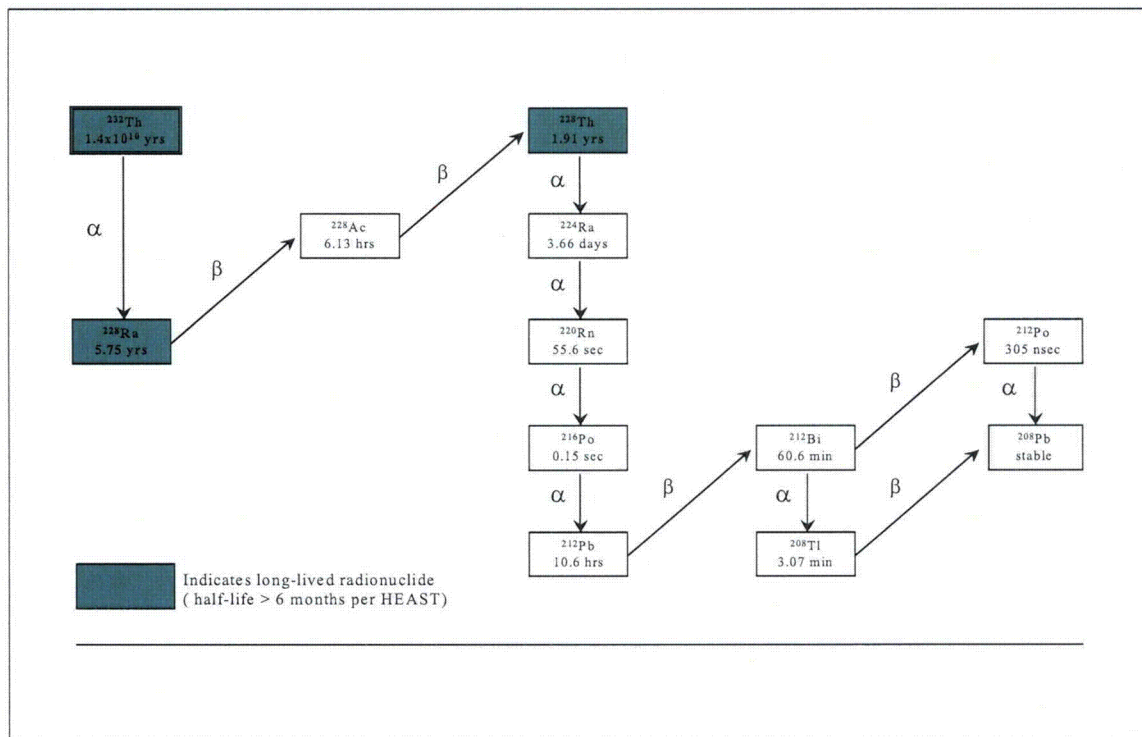 ²³²Th
1.4x10¹⁰ yrs
α
²²⁸Ra
5.75 yrs
β
²²⁸Ac
6.13 hrs
β
²²⁸Th
1.91 yrs
α
²²⁴Ra
3.66 days
α
²²⁰Rn
55.6 sec
α
²¹⁶Po
0.15 sec
α
²¹²Pb
10.6 hrs
β
²¹²Bi
60.6 min
α
²⁰⁸Tl
3.07 min
β
²¹²Po
305 nsec
α
²⁰⁸Pb
stable
β
Indicates long-lived radionuclide
( half-life > 6 months per HEAST)